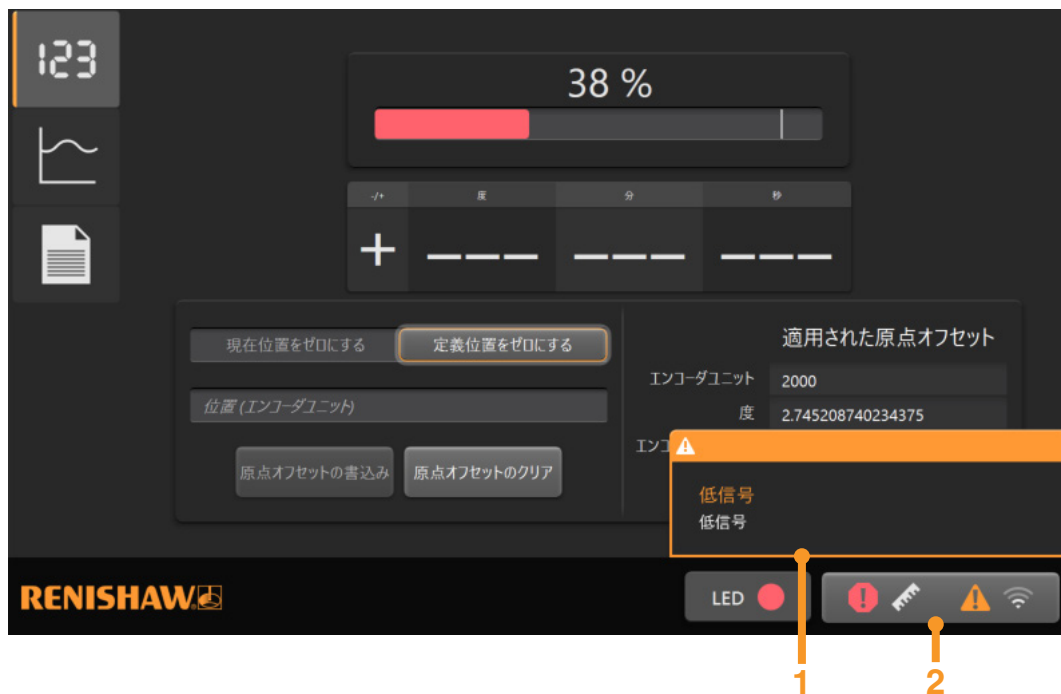 123
38 %
-/+ 度 分 秒
+ ――― ――― ―――
現在位置をゼロにする 定義位置をゼロにする
位置 (エンコーダユニット)
原点オフセットの書込み 原点オフセットのクリア
適用された原点オフセット
エンコーダユニット 2000
度 2.745208740234375
エンコ
低信号
低信号
RENISHAW
LED
1 2